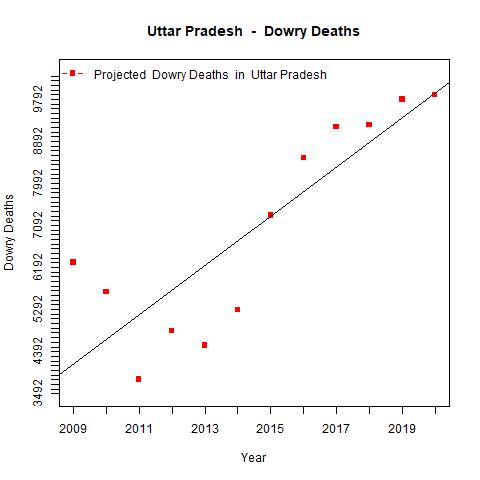 Uttar Pradesh - Dowry Deaths
Projected Dowry Deaths in Uttar Pradesh
Dowry Deaths
9792
8892
7992
7092
6192
5292
4392
3492
2009 2011 2013 2015 2017 2019
Year